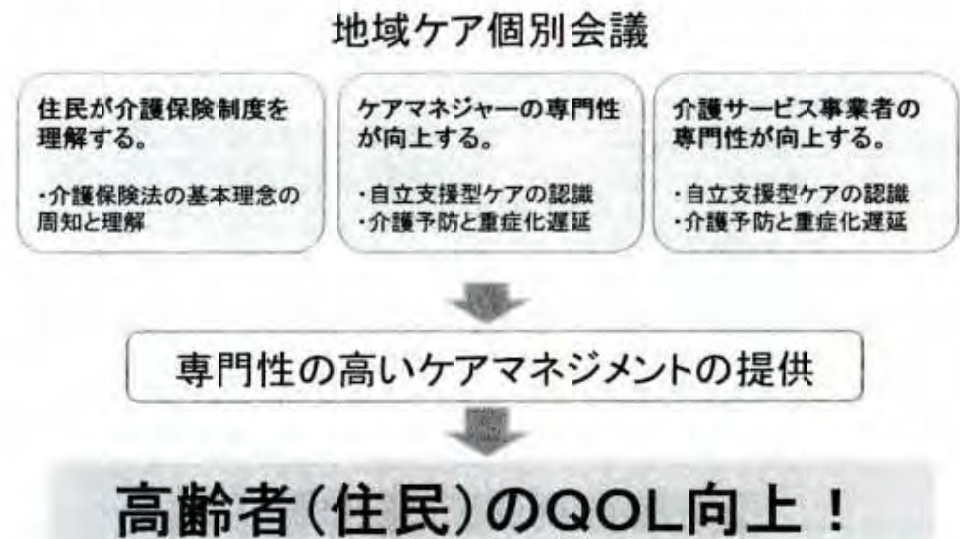 地域ケア個別会議
住民が介護保険制度を
理解する。
・介護保険法の基本理念の
周知と理解
ケアマネジャーの専門性
が向上する。
・自立支援型ケアの認識
・介護予防と重症化遅延
介護サービス事業者の
専門性が向上する。
・自立支援型ケアの認識
・介護予防と重症化遅延
専門性の高いケアマネジメントの提供
高齢者(住民)のQOL向上!